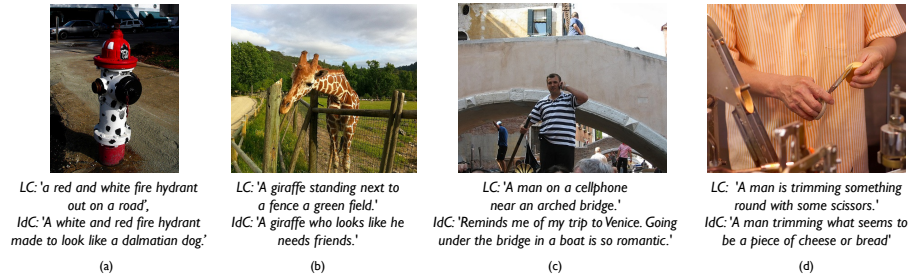 LC: 'a red and white fire hydrant
out on a road',
IdC: 'A white and red fire hydrant
made to look like a dalmatian dog.'
(a)
LC: 'A giraffe standing next to
a fence a green field.'
IdC: 'A giraffe who looks like he
needs friends.'
(b)
LC: 'A man on a cellphone
near an arched bridge.'
IdC: 'Reminds me of my trip to Venice. Going
under the bridge in a boat is so romantic.'
(c)
LC: 'A man is trimming something
round with some scissors.'
IdC: 'A man trimming what seems to
be a piece of cheese or bread'
(d)